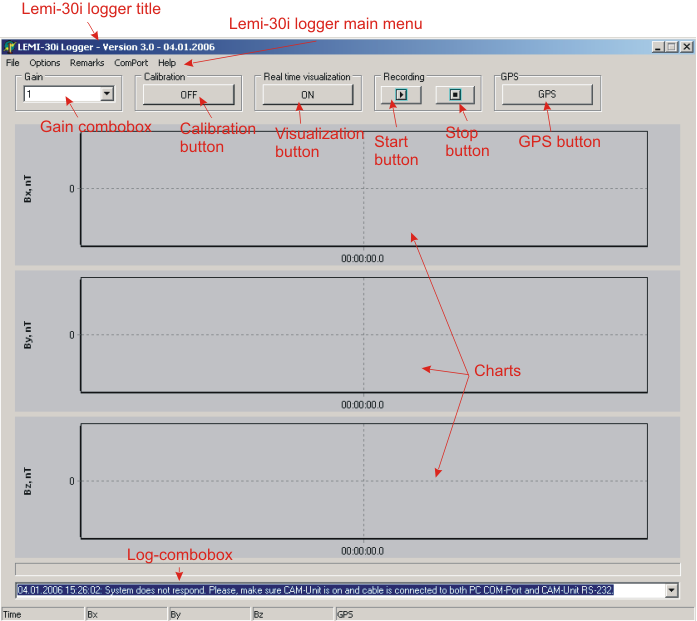 Lemi-30i logger title
Lemi-30i logger main menu
LEMI-30i Logger - Version 3.0 - 04.01.2006
File Options Remarks ComPort Help
Gain Calibration Real time visualization Recording GPS
1 OFF ON GPS
Gain combobox
Calibration button
Visualization button
Start button
Stop button
GPS button
Bx, nT
0
00:00:00.0
By, nT
0
00:00:00.0
Charts
Bz, nT
0
00:00:00.0
Log-combobox
04.01.2006 15:26:02: System does not respond. Please, make sure CAM-Unit is on and cable is connected to both PC COM-Port and CAM-Unit RS-232.
Time Bx By Bz GPS